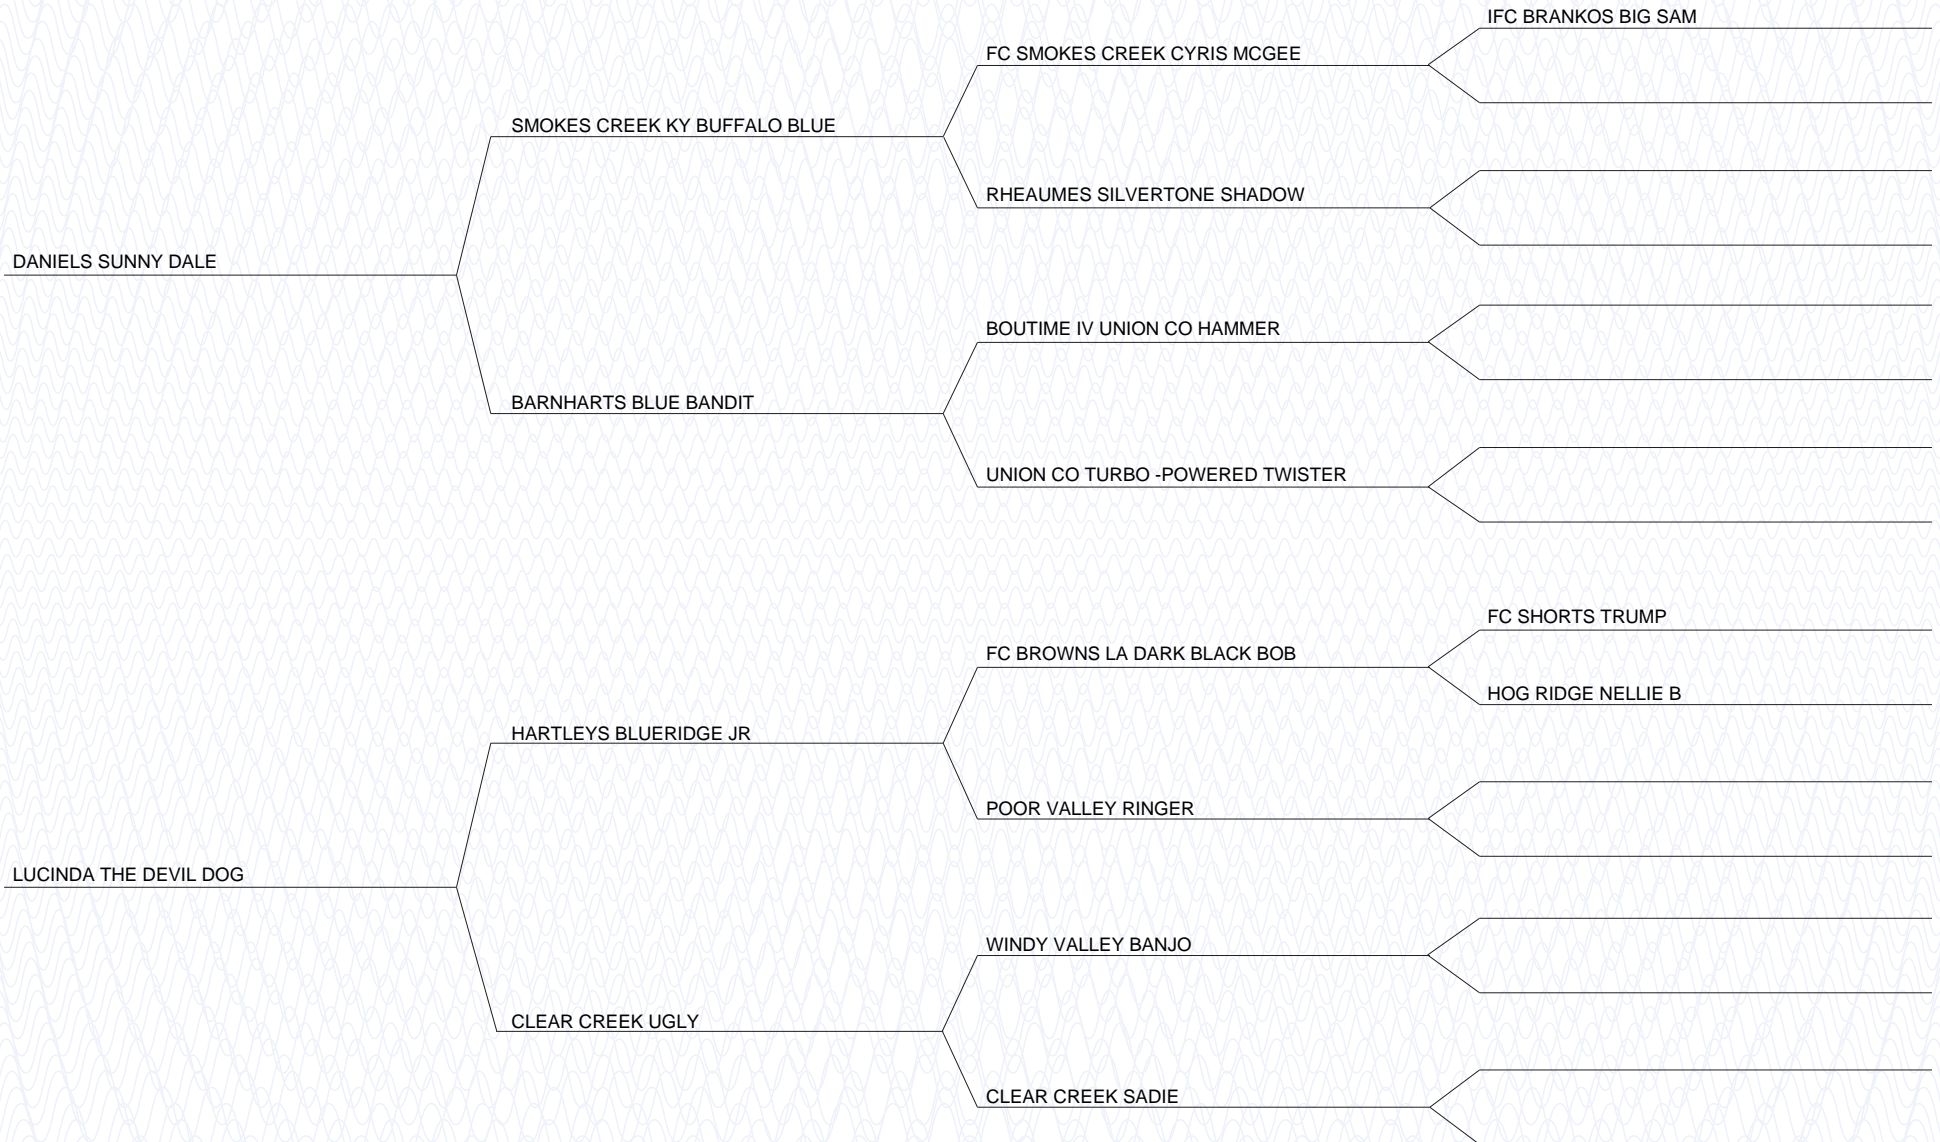 IFC BRANKOS BIG SAM
FC SMOKES CREEK CYRIS MCGEE
SMOKES CREEK KY BUFFALO BLUE
RHEAUMES SILVERTONE SHADOW
DANIELS SUNNY DALE
BOUTIME IV UNION CO HAMMER
BARNHARTS BLUE BANDIT
UNION CO TURBO -POWERED TWISTER
FC SHORTS TRUMP
FC BROWNS LA DARK BLACK BOB
HOG RIDGE NELLIE B
HARTLEYS BLUERIDGE JR
POOR VALLEY RINGER
LUCINDA THE DEVIL DOG
WINDY VALLEY BANJO
CLEAR CREEK UGLY
CLEAR CREEK SADIE